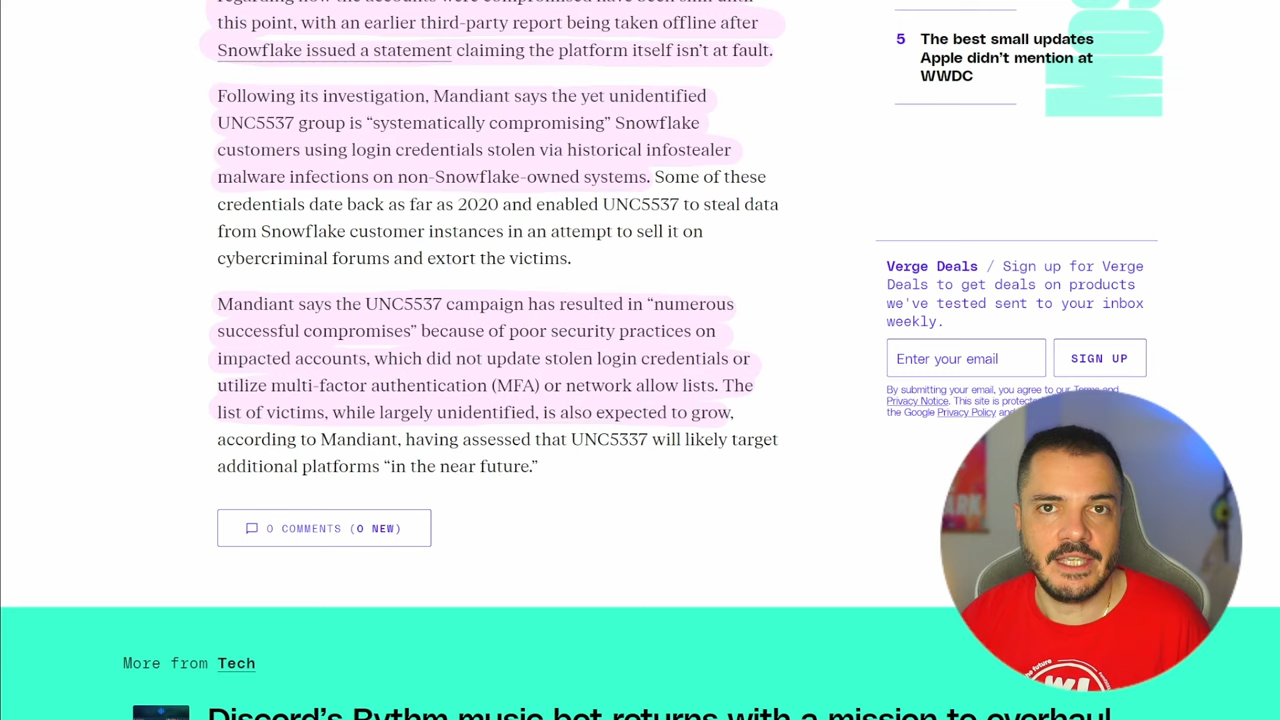 this point, with an earlier third-party report being taken offline after
Snowflake issued a statement claiming the platform itself isn't at fault.
Following its investigation, Mandiant says the yet unidentified
UNC5537 group is “systematically compromising” Snowflake
customers using login credentials stolen via historical infostealer
malware infections on non-Snowflake-owned systems. Some of these
credentials date back as far as 2020 and enabled UNC5537 to steal data
from Snowflake customer instances in an attempt to sell it on
cybercriminal forums and extort the victims.
Mandiant says the UNC5537 campaign has resulted in “numerous
successful compromises” because of poor security practices on
impacted accounts, which did not update stolen login credentials or
utilize multi-factor authentication (MFA) or network allow lists. The
list of victims, while largely unidentified, is also expected to grow,
according to Mandiant, having assessed that UNC5337 will likely target
additional platforms “in the near future.”
0 COMMENTS (0 NEW)
5 The best small updates
Apple didn't mention at
WWDC
Verge Deals / Sign up for Verge
Deals to get deals on products
we've tested sent to your inbox
weekly.
Enter your email
SIGN UP
By submitting your email, you agree to our Terms and
Privacy Notice. This site is protected
the Google Privacy Policy and
More from Tech
Discord's Rythm music bot returns with a mission to overhaul